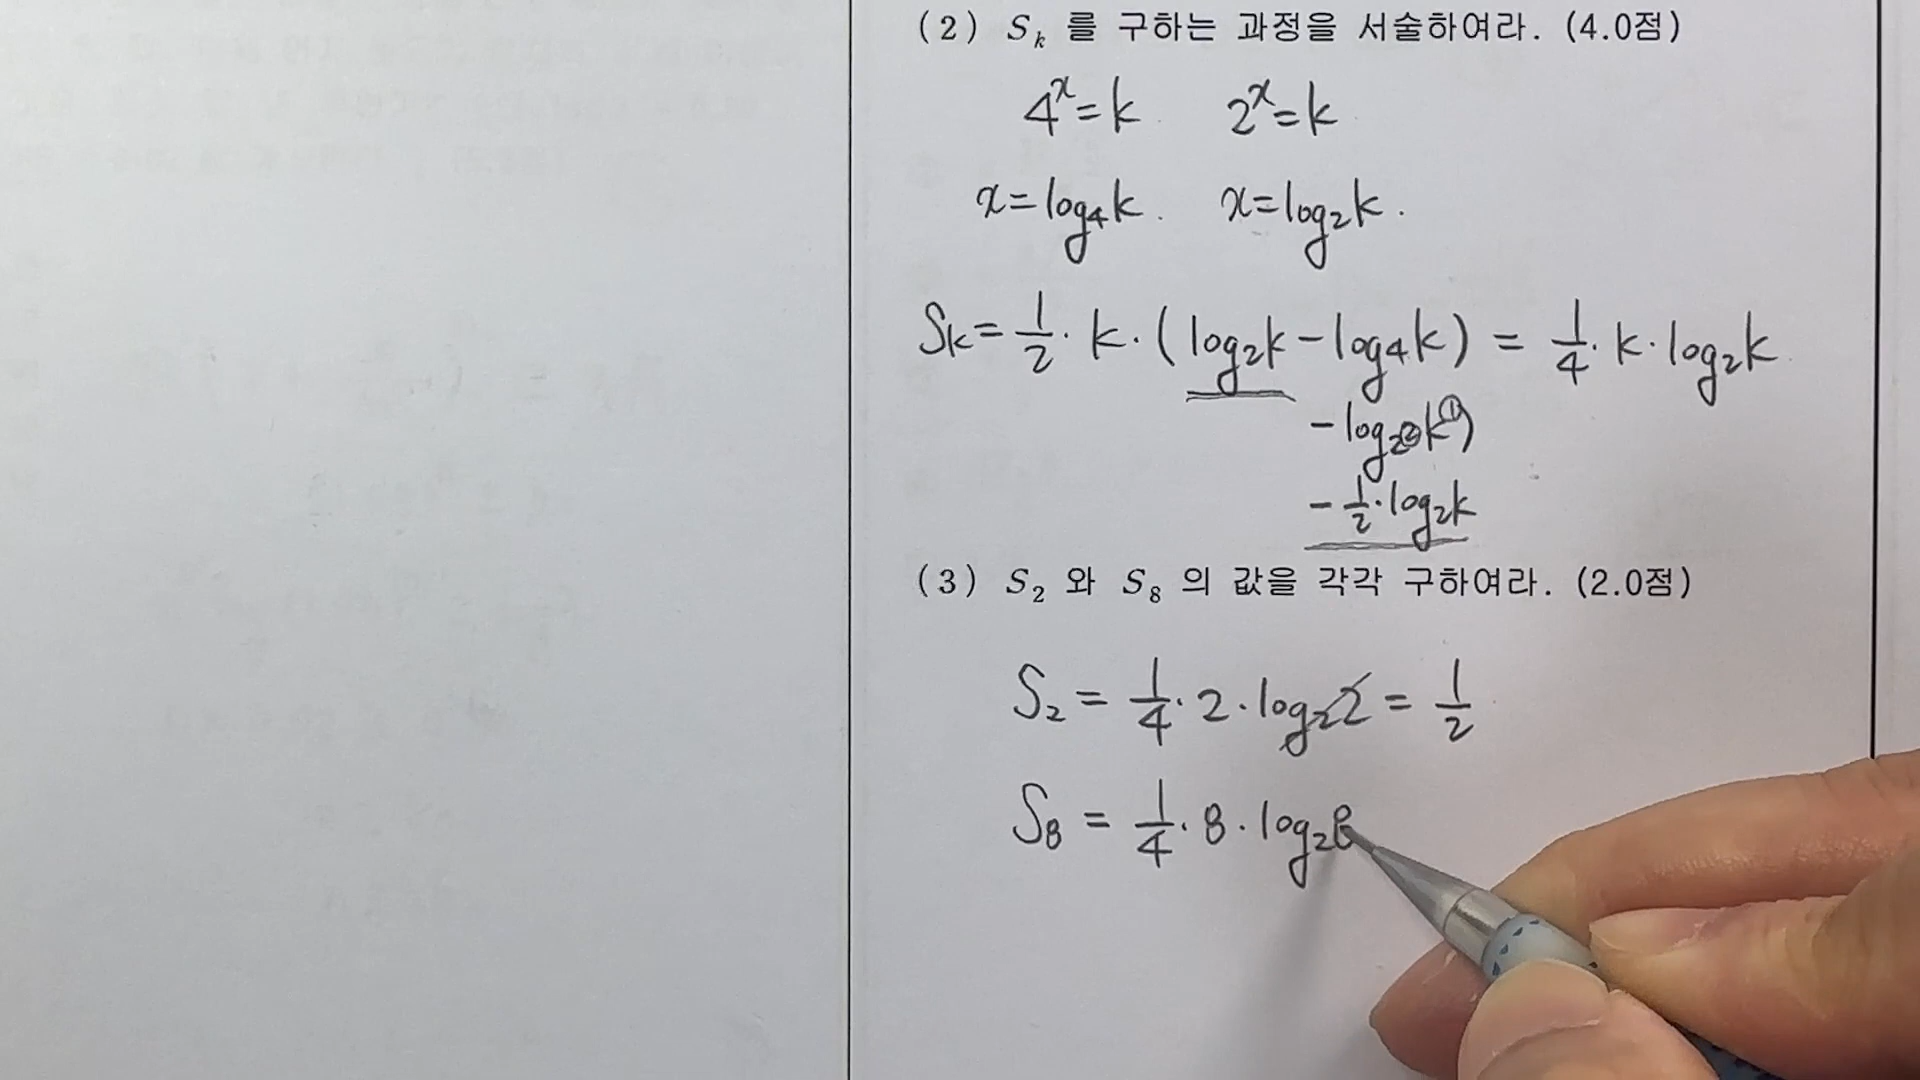 (2) Sₖ 를 구하는 과정을 서술하여라. (4.0점)
4ˣ=k 2ˣ=k
x=log₄k. x=log₂k.
Sₖ=1/2·k·(log₂k-log₄k)=1/4·k·log₂k
-log₂²k¹)
-1/2·log₂k
(3) S₂ 와 S₈ 의 값을 각각 구하여라. (2.0점)
S₂=1/4·2·log₂2=1/2
S₈=1/4·8·log₂8